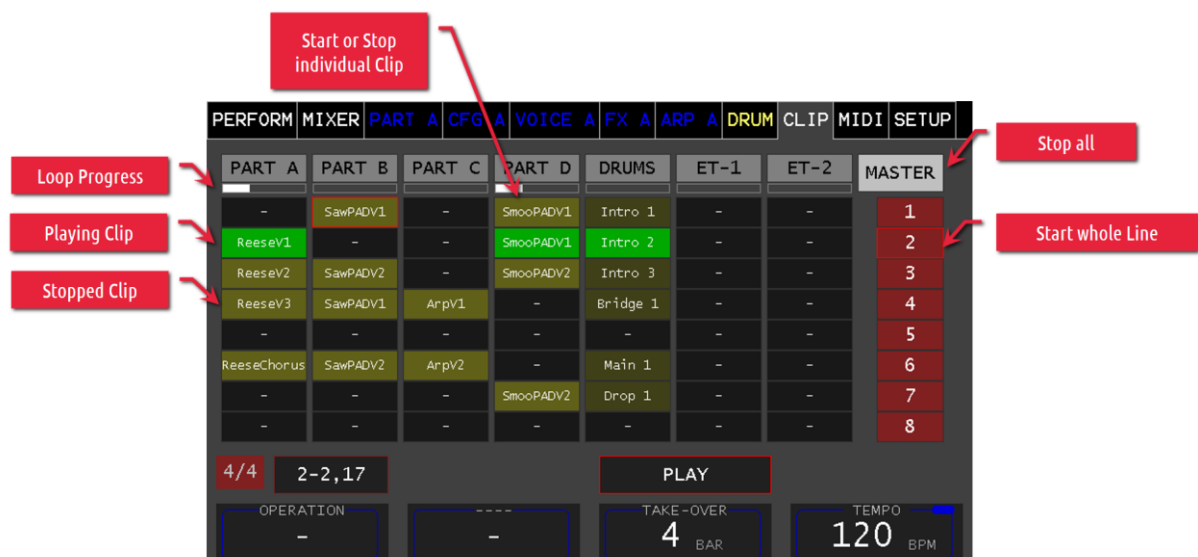 Start or Stop
individual Clip
PERFORM MIXER PART A CFG A VOICE A FX A ARP A DRUM CLIP MIDI SETUP
Stop all
Loop Progress
PART A PART B PART C PART D DRUMS ET-1 ET-2 MASTER
- SawPADV1 - SmooPADV1 Intro 1 - - 1
Playing Clip
ReeseV1 - - SmooPADV1 Intro 2 - - 2
Start whole Line
ReeseV2 SawPADV2 - SmooPADV2 Intro 3 - - 3
Stopped Clip
ReeseV3 SawPADV1 ArpV1 - Bridge 1 - - 4
- - - - - - - 5
ReeseChorus SawPADV2 ArpV2 - Main 1 - - 6
- - - SmooPADV2 Drop 1 - - 7
- - - - - - - 8
4/4 2-2,17 PLAY
OPERATION ---- TAKE-OVER TEMPO
- - 4 BAR 120 BPM